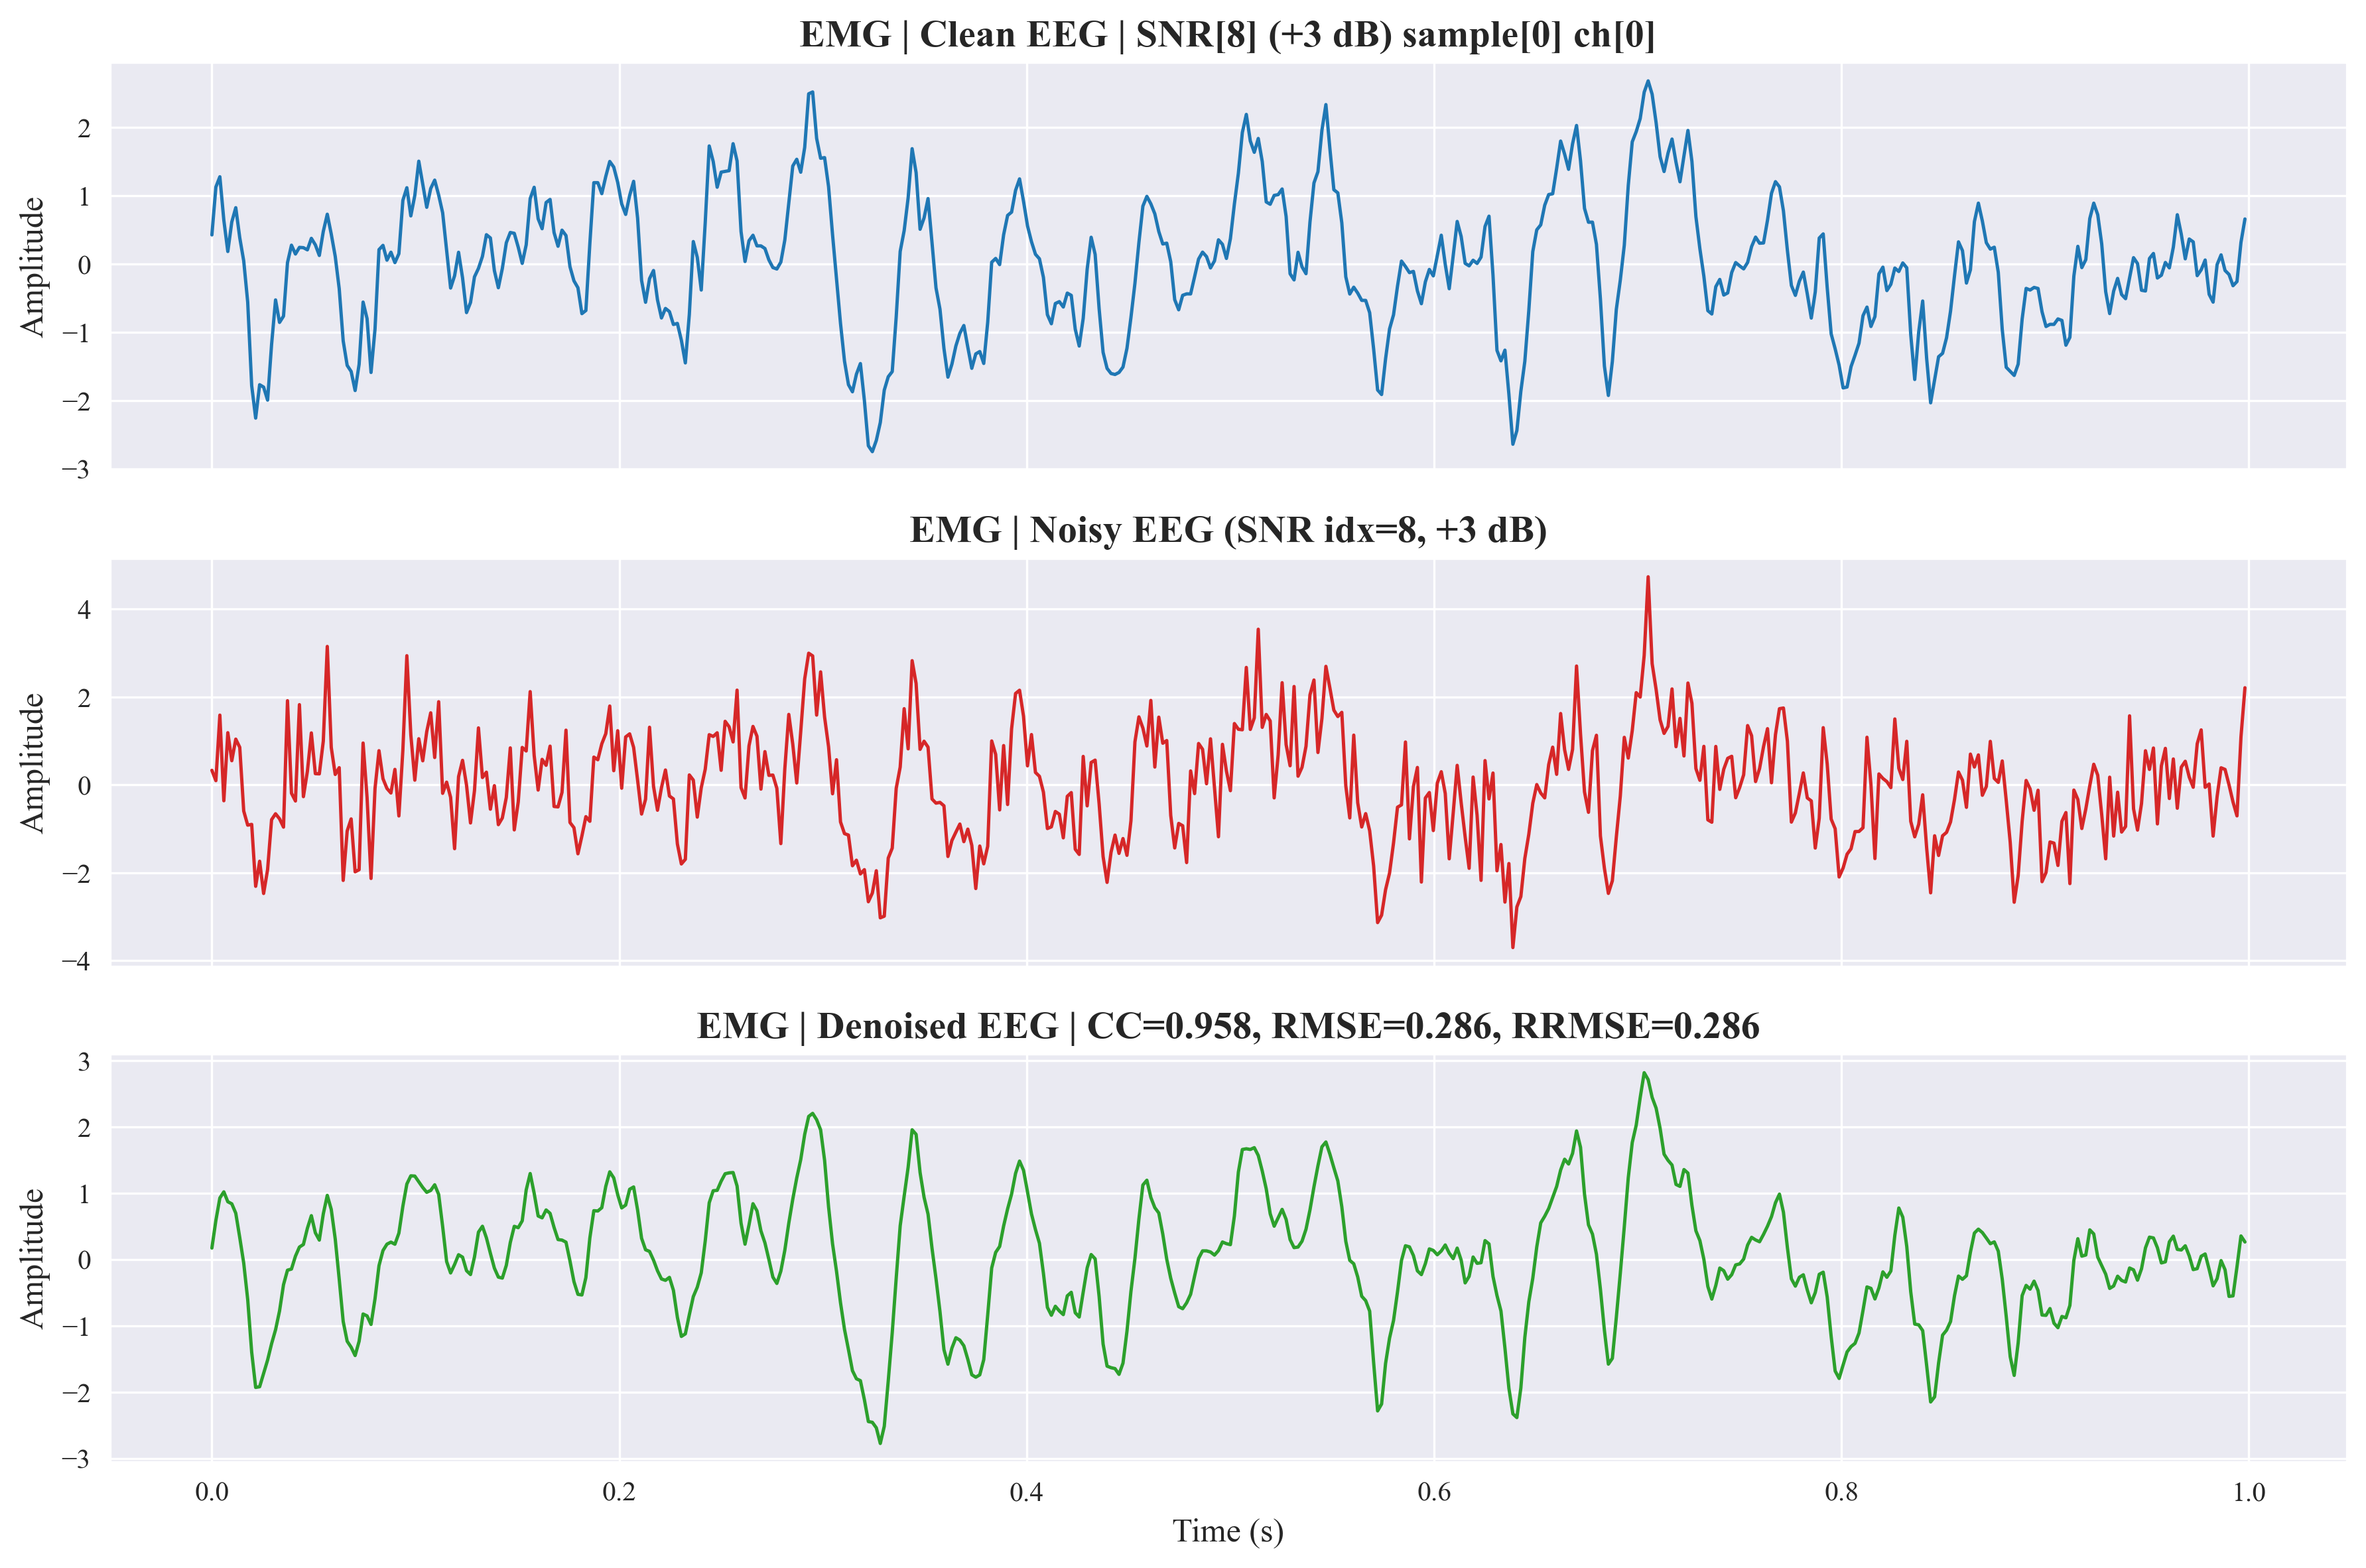 EMG | Clean EEG | SNR[8] (+3 dB) sample[0] ch[0]
Amplitude
2
1
0
−1
−2
−3
EMG | Noisy EEG (SNR idx=8, +3 dB)
Amplitude
4
2
0
−2
−4
EMG | Denoised EEG | CC=0.958, RMSE=0.286, RRMSE=0.286
Amplitude
3
2
1
0
−1
−2
−3
0.0 0.2 0.4 0.6 0.8 1.0
Time (s)